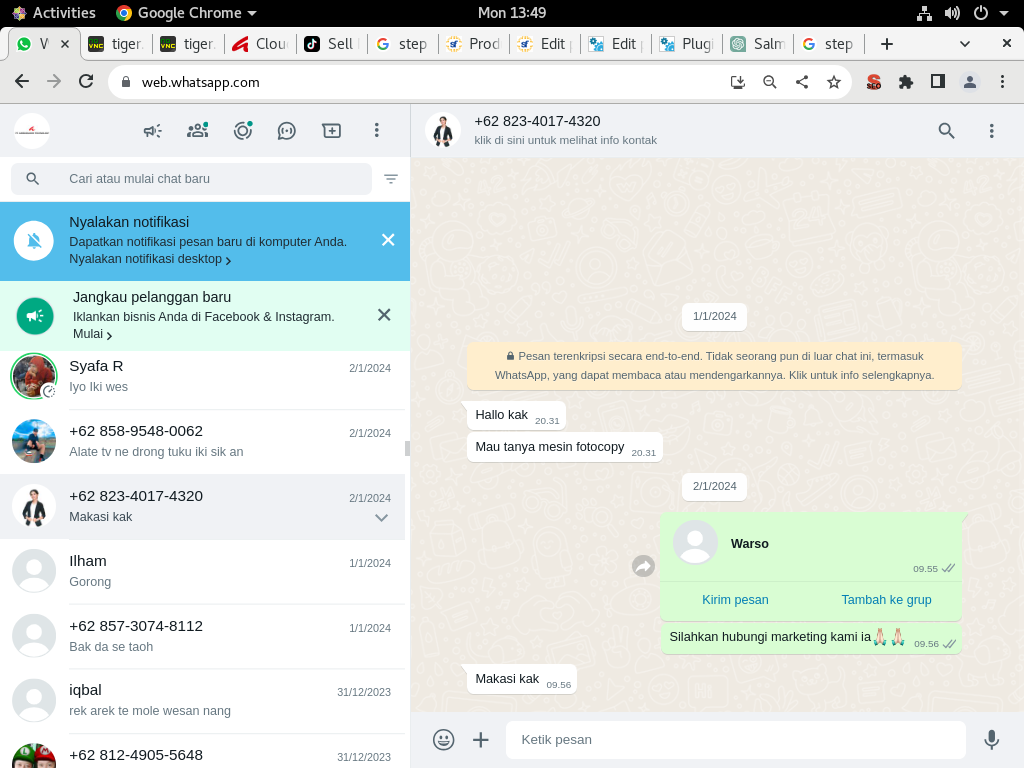 Activities
Google Chrome
Mon 13:49
W
tiger.
tiger.
Clou
Sell
step
Prod
Edit
Edit
Plugi
Salm
step
web.whatsapp.com
SEO
+62 823-4017-4320
klik di sini untuk melihat info kontak
Cari atau mulai chat baru
Nyalakan notifikasi
Dapatkan notifikasi pesan baru di komputer Anda.
Nyalakan notifikasi desktop
Jangkau pelanggan baru
Iklankan bisnis Anda di Facebook & Instagram.
Mulai
Syafa R
2/1/2024
Iyo Iki wes
+62 858-9548-0062
2/1/2024
Alate tv ne drong tuku iki sik an
+62 823-4017-4320
2/1/2024
Makasi kak
Ilham
1/1/2024
Gorong
+62 857-3074-8112
1/1/2024
Bak da se taoh
iqbal
31/12/2023
rek arek te mole wesan nang
+62 812-4905-5648
31/12/2023
1/1/2024
Pesan terenkripsi secara end-to-end. Tidak seorang pun di luar chat ini, termasuk
WhatsApp, yang dapat membaca atau mendengarkannya. Klik untuk info selengkapnya.
Hallo kak 20.31
Mau tanya mesin fotocopy 20.31
2/1/2024
Warso
09.55
Kirim pesan
Tambah ke grup
Silahkan hubungi marketing kami ia🙏🏻🙏🏻 09.56
Makasi kak 09.56
Ketik pesan